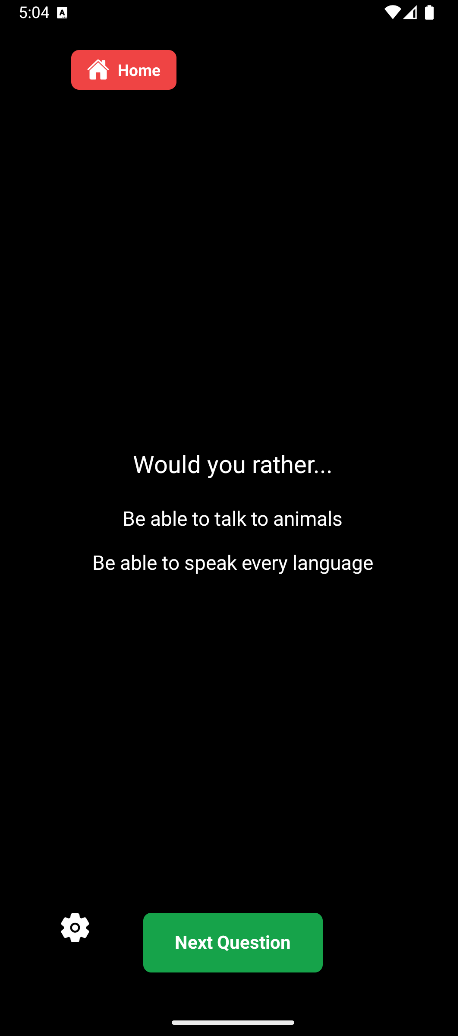 5:04
A
Home
Would you rather...
Be able to talk to animals
Be able to speak every language
Next Question